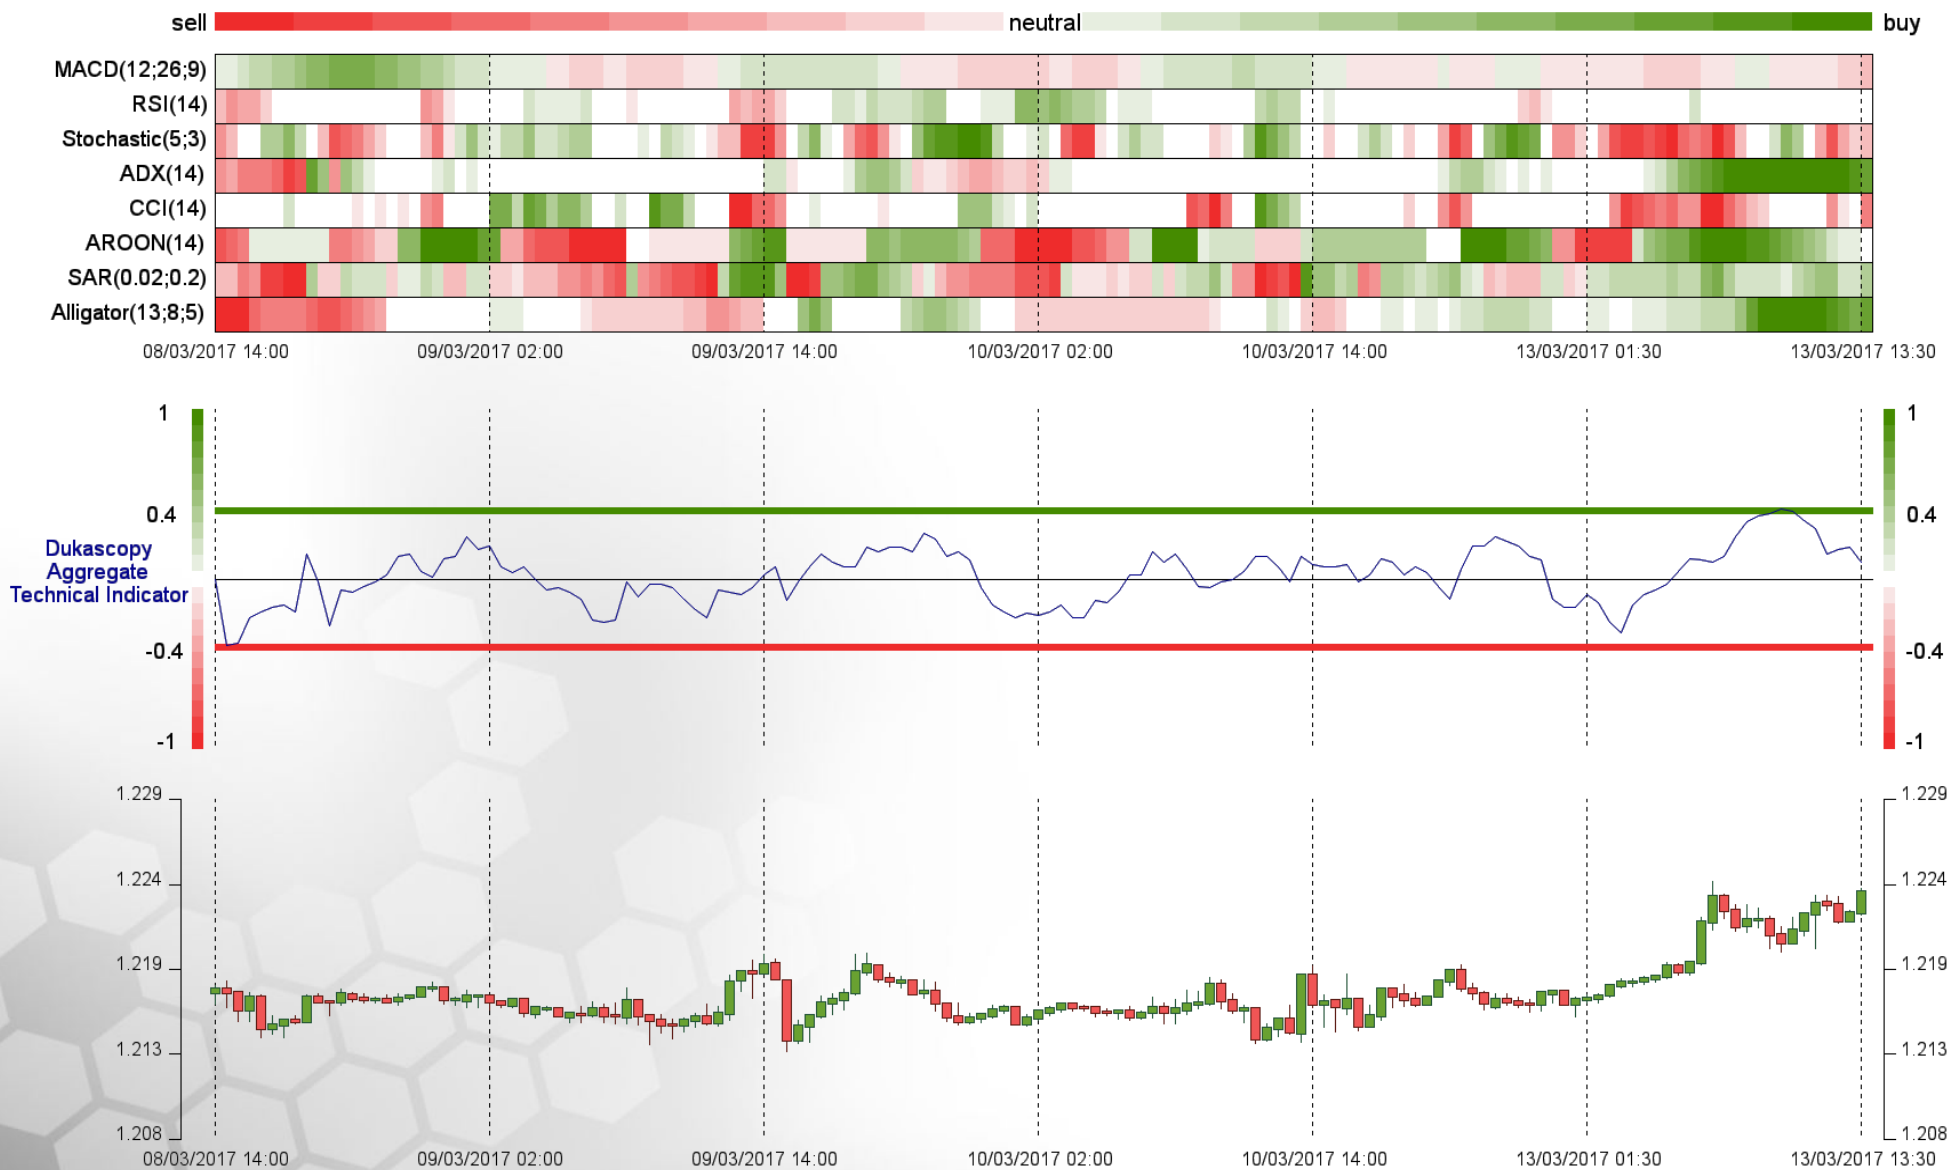 sell neutral buy
MACD(12;26;9)
RSI(14)
Stochastic(5;3)
ADX(14)
CCI(14)
AROON(14)
SAR(0.02;0.2)
Alligator(13;8;5)
08/03/2017 14:00 09/03/2017 02:00 09/03/2017 14:00 10/03/2017 02:00 10/03/2017 14:00 13/03/2017 01:30 13/03/2017 13:30
1 1
0.4 0.4
Dukascopy
Aggregate
Technical Indicator
-0.4 -0.4
-1 -1
1.229 1.229
1.224 1.224
1.219 1.219
1.213 1.213
1.208 1.208
08/03/2017 14:00 09/03/2017 02:00 09/03/2017 14:00 10/03/2017 02:00 10/03/2017 14:00 13/03/2017 01:30 13/03/2017 13:30